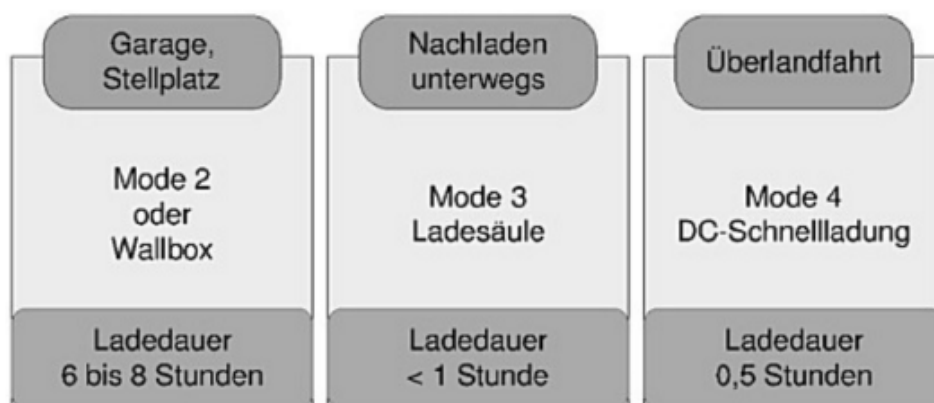 Garage,
Stellplatz
Mode 2
oder
Wallbox
Ladedauer
6 bis 8 Stunden
Nachladen
unterwegs
Mode 3
Ladesäule
Ladedauer
< 1 Stunde
Überlandfahrt
Mode 4
DC-Schnellladung
Ladedauer
0,5 Stunden